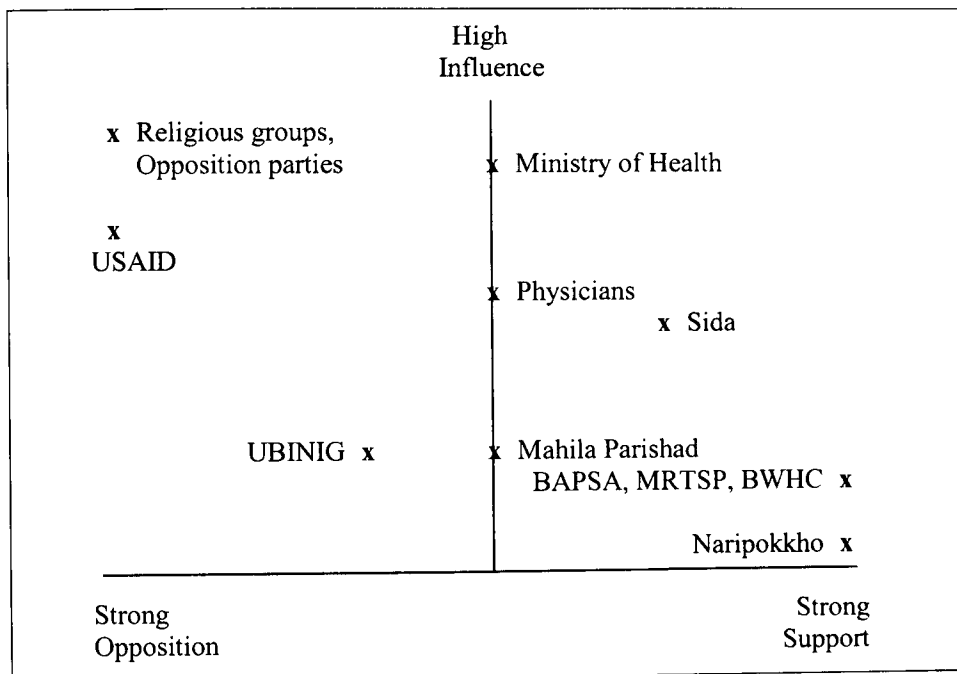 High
Influence
x Religious groups,
Opposition parties
x Ministry of Health
x
USAID
x Physicians
x Sida
UBINIG x
x Mahila Parishad
BAPSA, MRTSP, BWHC x
Naripokkho x
Strong
Opposition
Strong
Support